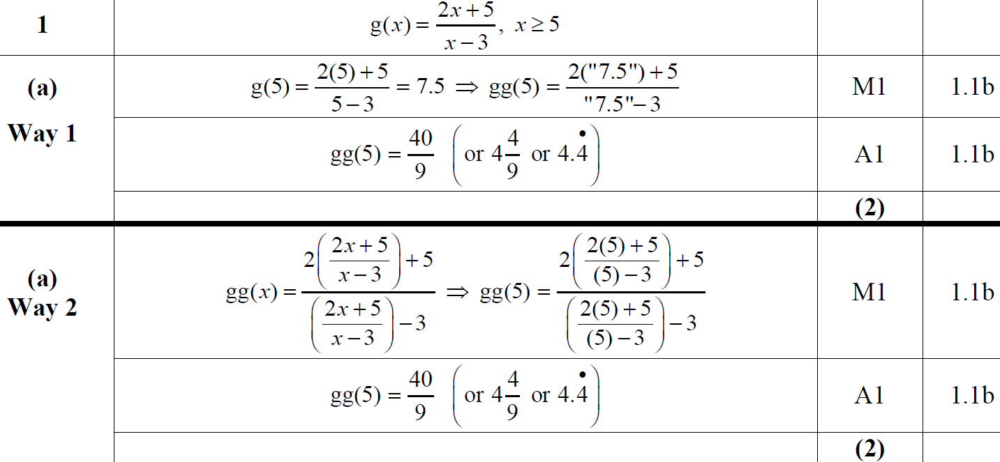 1 g(x) = (2x + 5)/(x − 3), x ≥ 5
(a) Way 1 g(5) = (2(5) + 5)/(5 − 3) = 7.5 ⇒ gg(5) = (2("7.5") + 5)/("7.5" − 3) M1 1.1b
gg(5) = 40/9 (or 4 4/9 or 4.4̇) A1 1.1b
(2)
(a) Way 2 gg(x) = (2((2x + 5)/(x − 3)) + 5)/(((2x + 5)/(x − 3)) − 3) ⇒ gg(5) = (2((2(5) + 5)/((5) − 3)) + 5)/(((2(5) + 5)/((5) − 3)) − 3) M1 1.1b
gg(5) = 40/9 (or 4 4/9 or 4.4̇) A1 1.1b
(2)